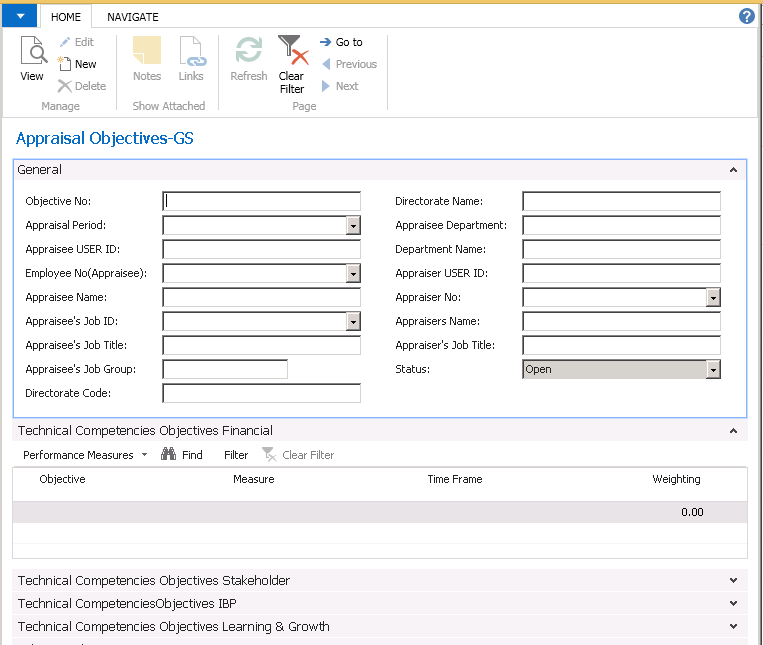 HOME NAVIGATE
?
View
Edit
New
Delete
Manage
Notes
Links
Show Attached
Refresh
Clear
Filter
Go to
Previous
Next
Page
Appraisal Objectives-GS
General
Objective No:
Appraisal Period:
Appraisee USER ID:
Employee No(Appraisee):
Appraisee Name:
Appraisee's Job ID:
Appraisee's Job Title:
Appraisee's Job Group:
Directorate Code:
Directorate Name:
Appraisee Department:
Department Name:
Appraiser USER ID:
Appraiser No:
Appraisers Name:
Appraiser's Job Title:
Status: Open
Technical Competencies Objectives Financial
Performance Measures Find Filter Clear Filter
Objective Measure Time Frame Weighting
0.00
Technical Competencies Objectives Stakeholder
Technical CompetenciesObjectives IBP
Technical Competencies Objectives Learning & Growth